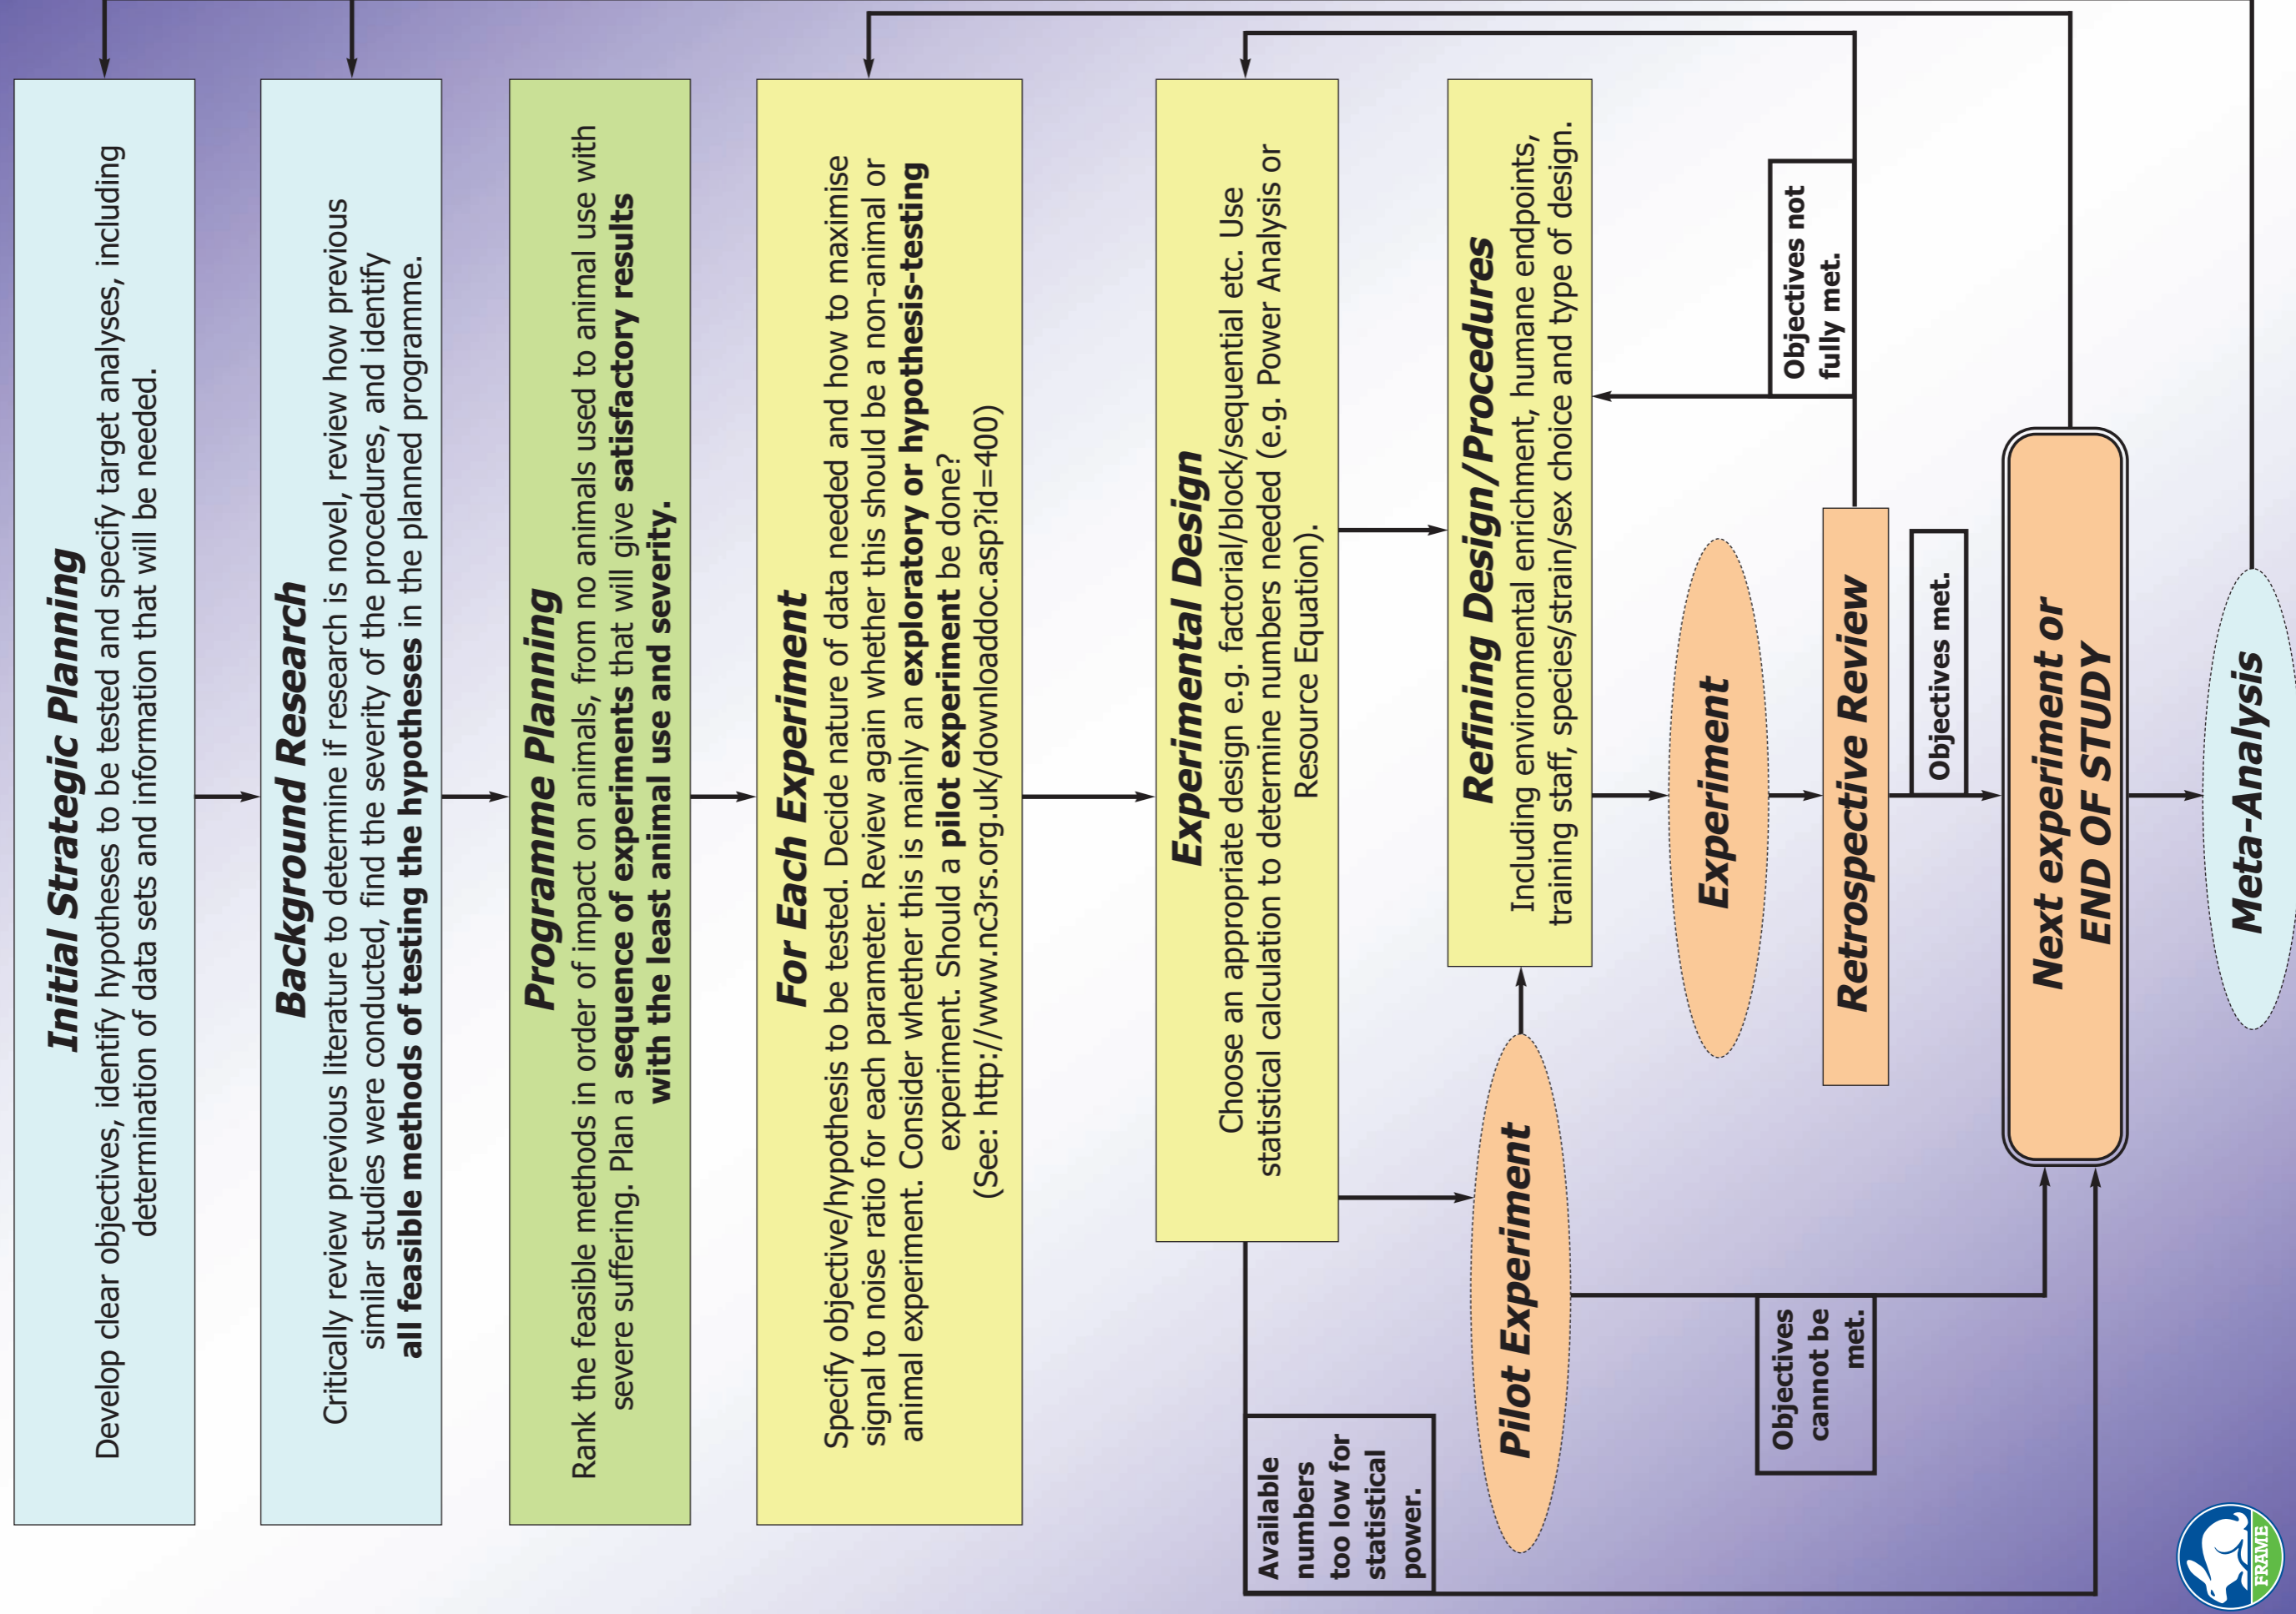 Initial Strategic Planning
Develop clear objectives, identify hypotheses to be tested and specify target analyses, including
determination of data sets and information that will be needed.
Background Research
Critically review previous literature to determine if research is novel, review how previous
similar studies were conducted, find the severity of the procedures, and identify
all feasible methods of testing the hypotheses in the planned programme.
Programme Planning
Rank the feasible methods in order of impact on animals, from no animals used to animal use with
severe suffering. Plan a sequence of experiments that will give satisfactory results
with the least animal use and severity.
For Each Experiment
Specify objective/hypothesis to be tested. Decide nature of data needed and how to maximise
signal to noise ratio for each parameter. Review again whether this should be a non-animal or
animal experiment. Consider whether this is mainly an exploratory or hypothesis-testing
experiment. Should a pilot experiment be done?
(See: http://www.nc3rs.org.uk/downloaddoc.asp?id=400)
Experimental Design
Choose an appropriate design e.g. factorial/block/sequential etc. Use
statistical calculation to determine numbers needed (e.g. Power Analysis or
Resource Equation).
Available
numbers
too low for
statistical
power.
Refining Design/Procedures
Including environmental enrichment, humane endpoints,
training staff, species/strain/sex choice and type of design.
Pilot Experiment
Experiment
Objectives
cannot be
met.
Objectives not
fully met.
Retrospective Review
Objectives met.
Next experiment or
END OF STUDY
Meta-Analysis
FRAME